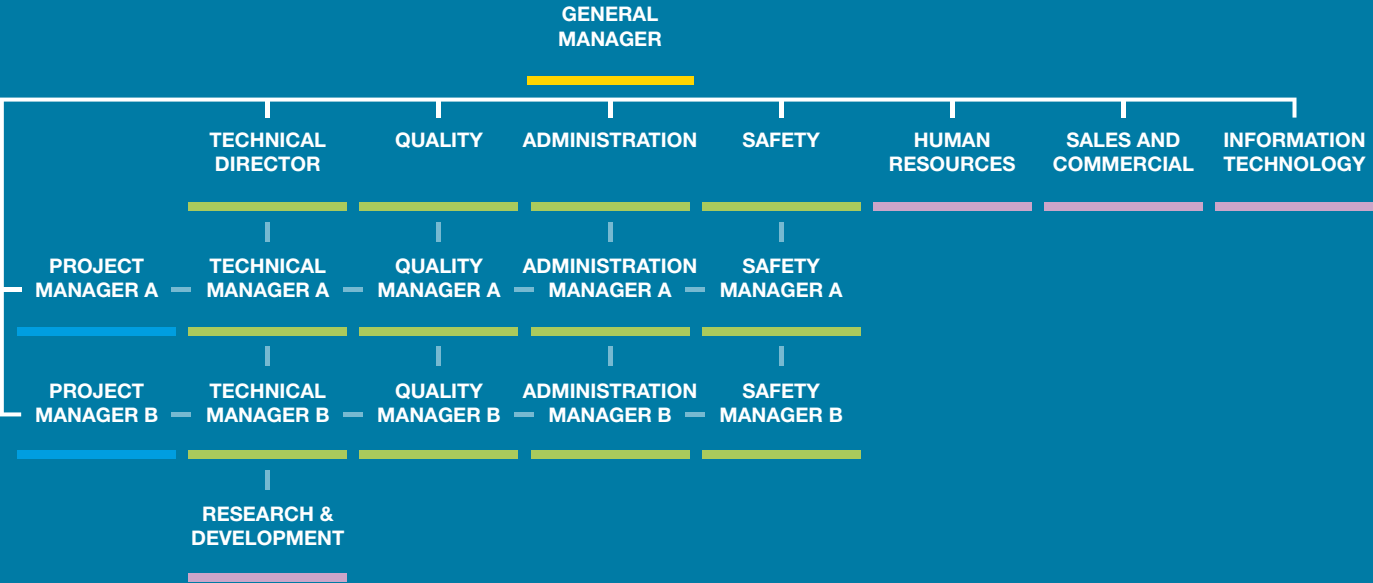 GENERAL
MANAGER
TECHNICAL
DIRECTOR
QUALITY
ADMINISTRATION
SAFETY
HUMAN
RESOURCES
SALES AND
COMMERCIAL
INFORMATION
TECHNOLOGY
PROJECT
MANAGER A
TECHNICAL
MANAGER A
QUALITY
MANAGER A
ADMINISTRATION
MANAGER A
SAFETY
MANAGER A
PROJECT
MANAGER B
TECHNICAL
MANAGER B
QUALITY
MANAGER B
ADMINISTRATION
MANAGER B
SAFETY
MANAGER B
RESEARCH &
DEVELOPMENT